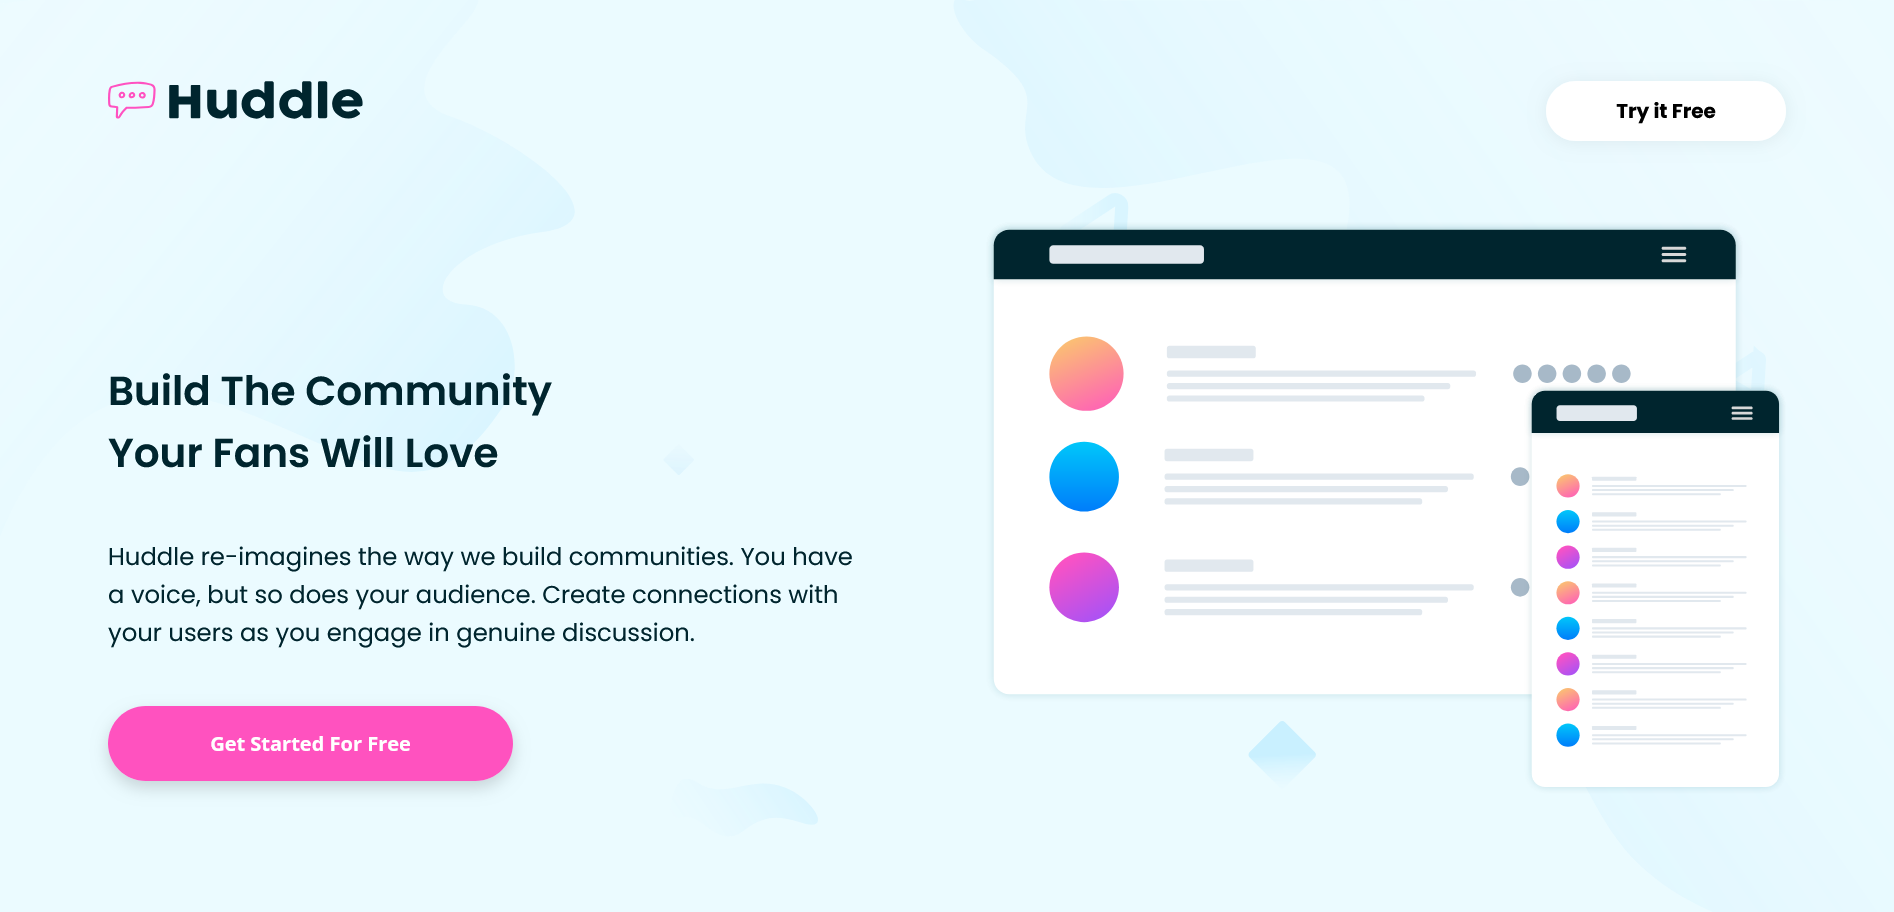 Huddle
Try it Free
Build The Community
Your Fans Will Love
Huddle re-imagines the way we build communities. You have
a voice, but so does your audience. Create connections with
your users as you engage in genuine discussion.
Get Started For Free